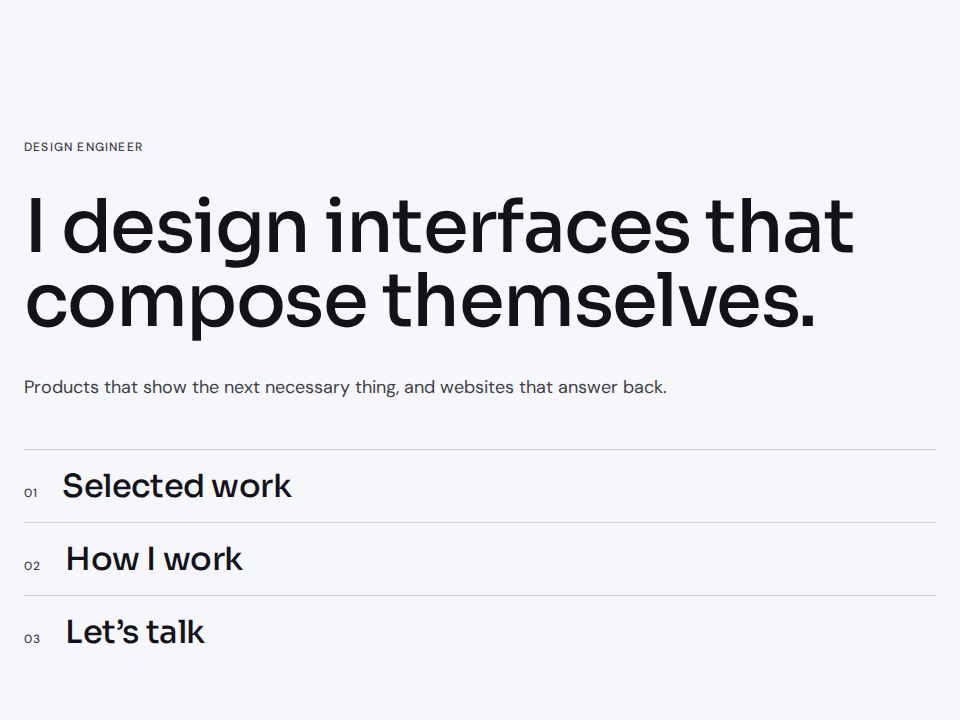 DESIGN ENGINEER
I design interfaces that
compose themselves.
Products that show the next necessary thing, and websites that answer back.
01 Selected work
02 How I work
03 Let’s talk